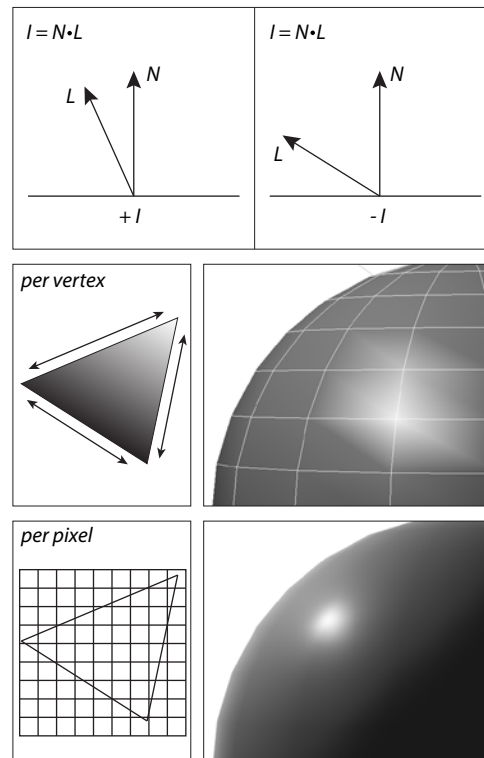 I = N•L
N
L
+ I
I = N•L
N
L
- I
per vertex
per pixel